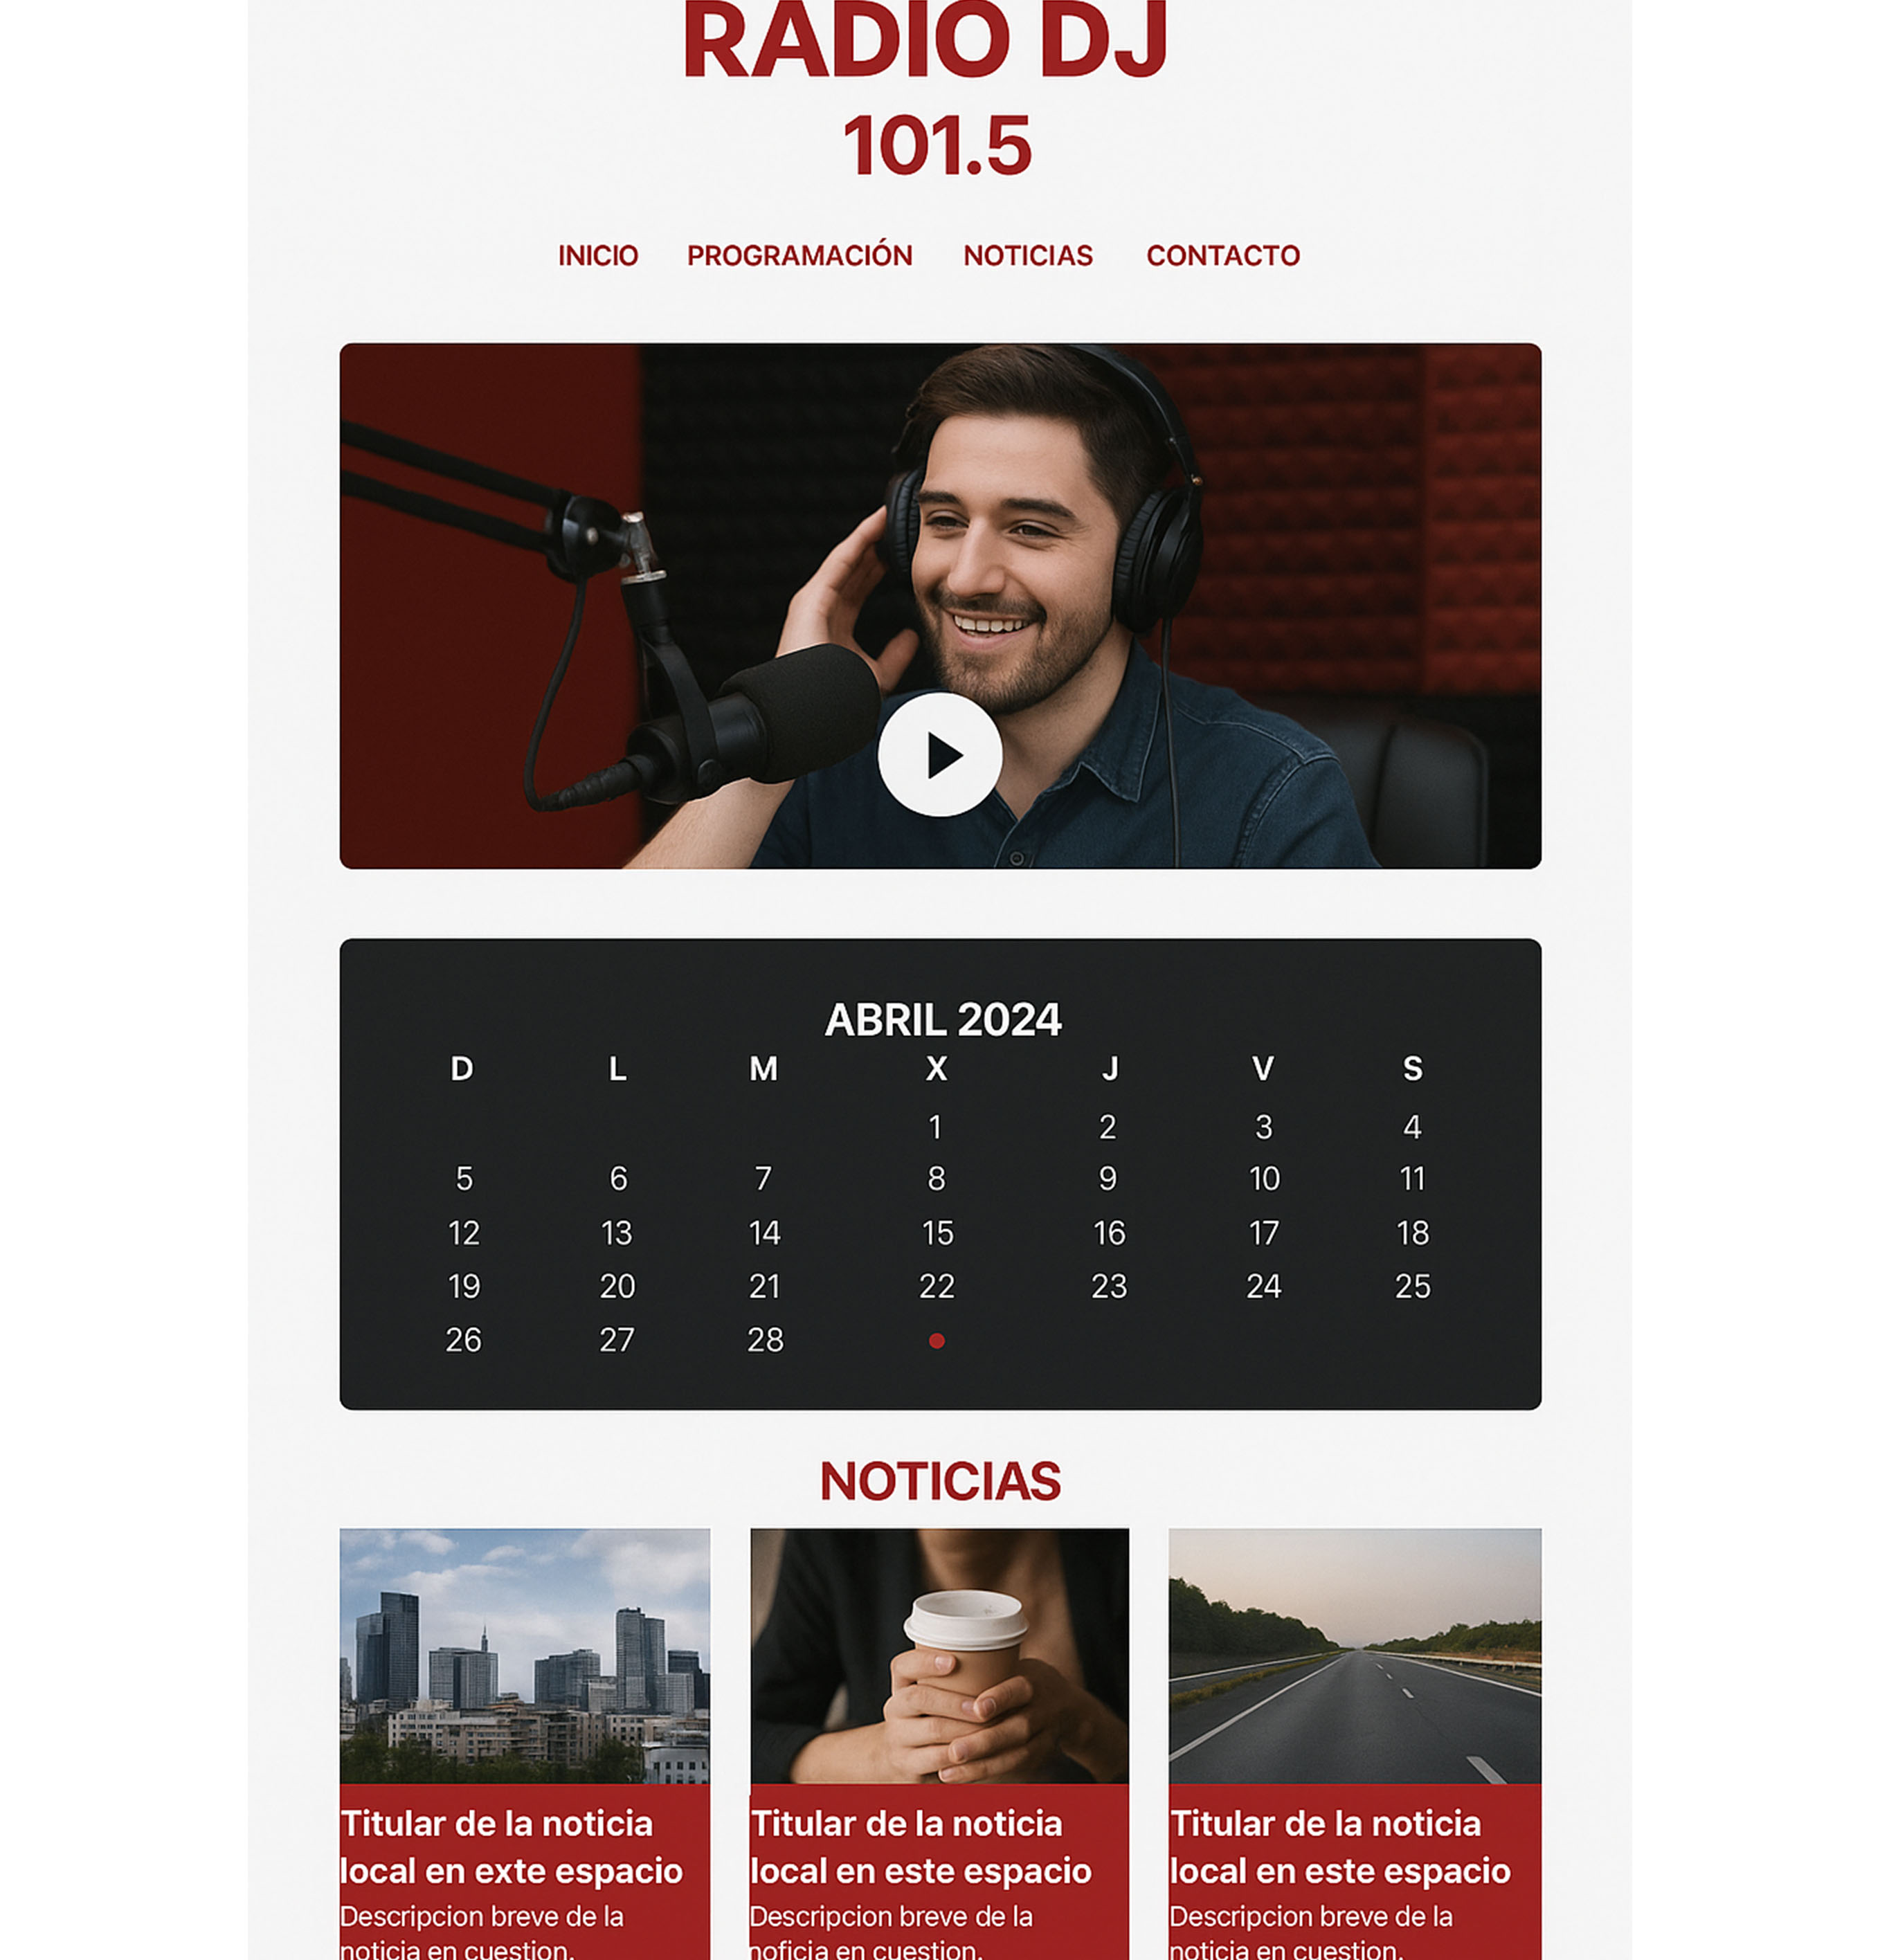 RADIO DJ
101.5
INICIO PROGRAMACIÓN NOTICIAS CONTACTO
ABRIL 2024
D L M X J V S
1 2 3 4
5 6 7 8 9 10 11
12 13 14 15 16 17 18
19 20 21 22 23 24 25
26 27 28
NOTICIAS
Titular de la noticia
local en exte espacio
Descripcion breve de la
noticia en cuestion.
Titular de la noticia
local en este espacio
Descripcion breve de la
noficia en cuestion.
Titular de la noticia
local en este espacio
Descripcion breve de la
noticia en cuestion.